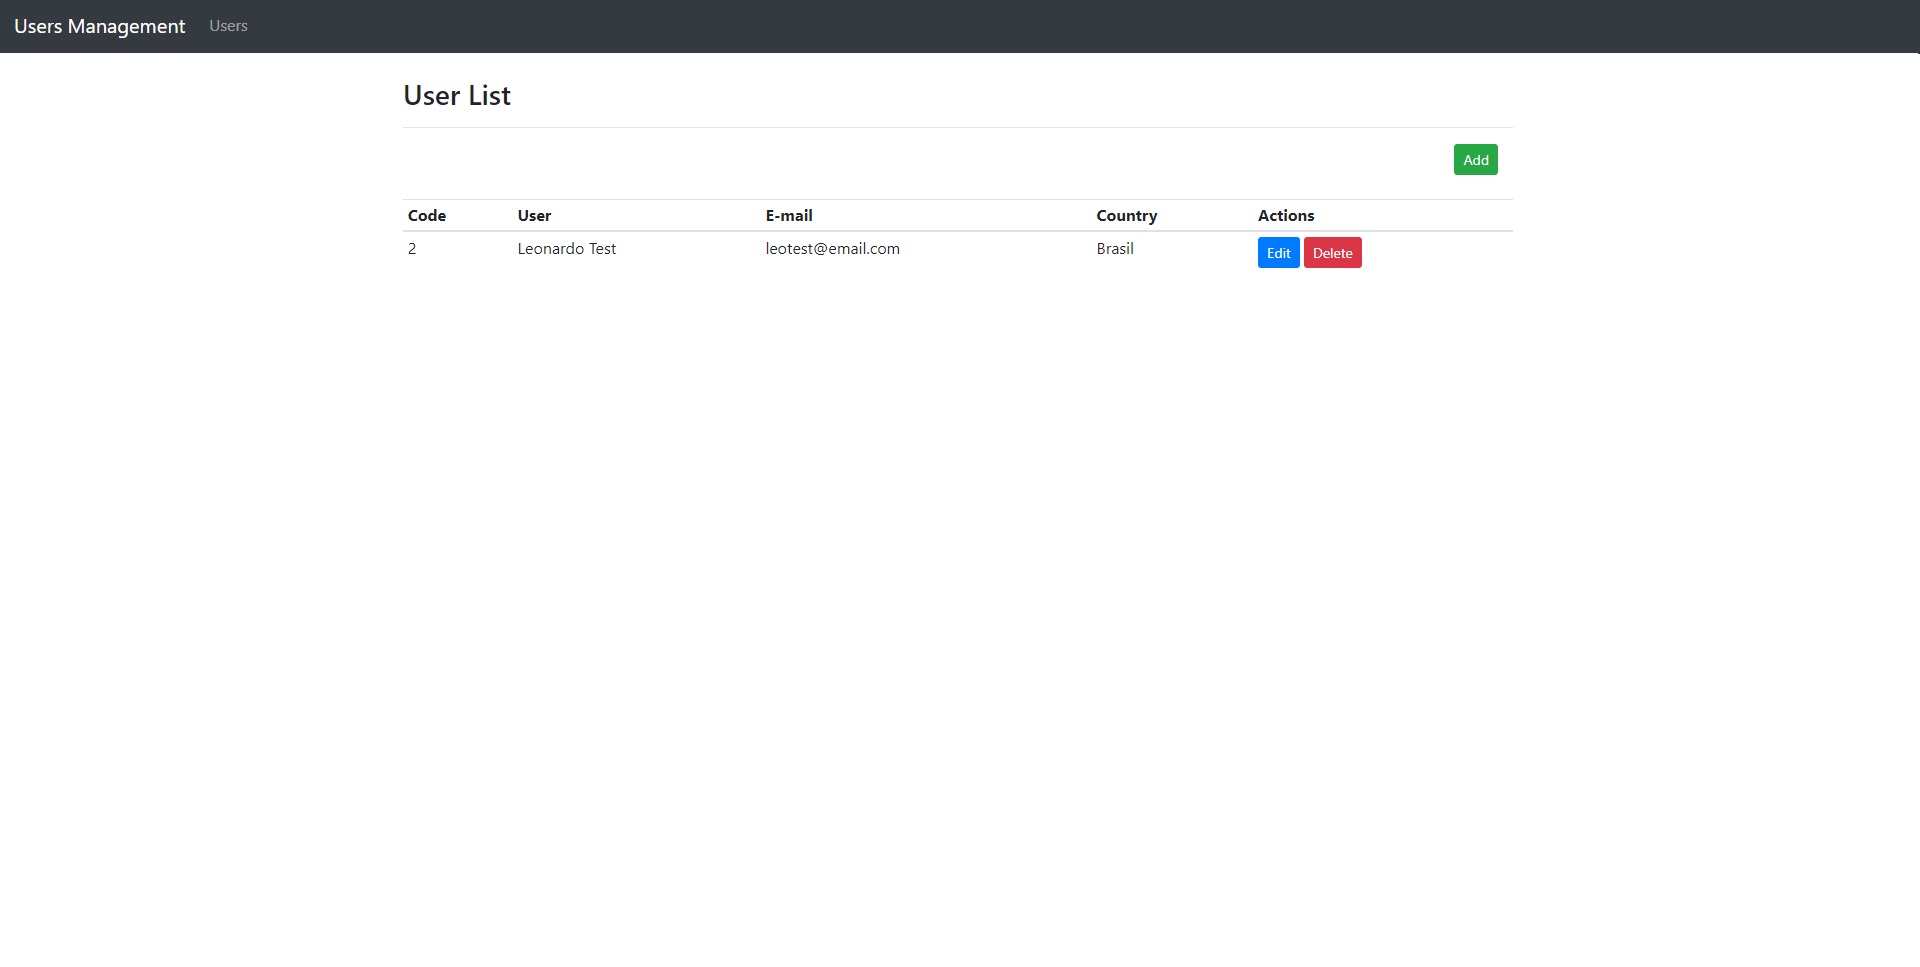 Users Management Users
User List
Add
Code User E-mail Country Actions
2 Leonardo Test leotest@email.com Brasil Edit Delete